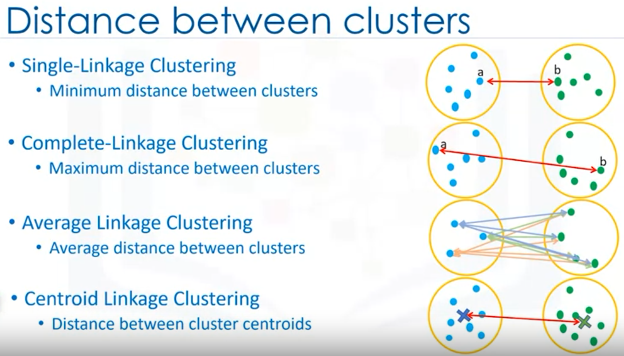 Distance between clusters
• Single-Linkage Clustering
• Minimum distance between clusters
a
b
• Complete-Linkage Clustering
• Maximum distance between clusters
a
b
• Average Linkage Clustering
• Average distance between clusters
• Centroid Linkage Clustering
• Distance between cluster centroids